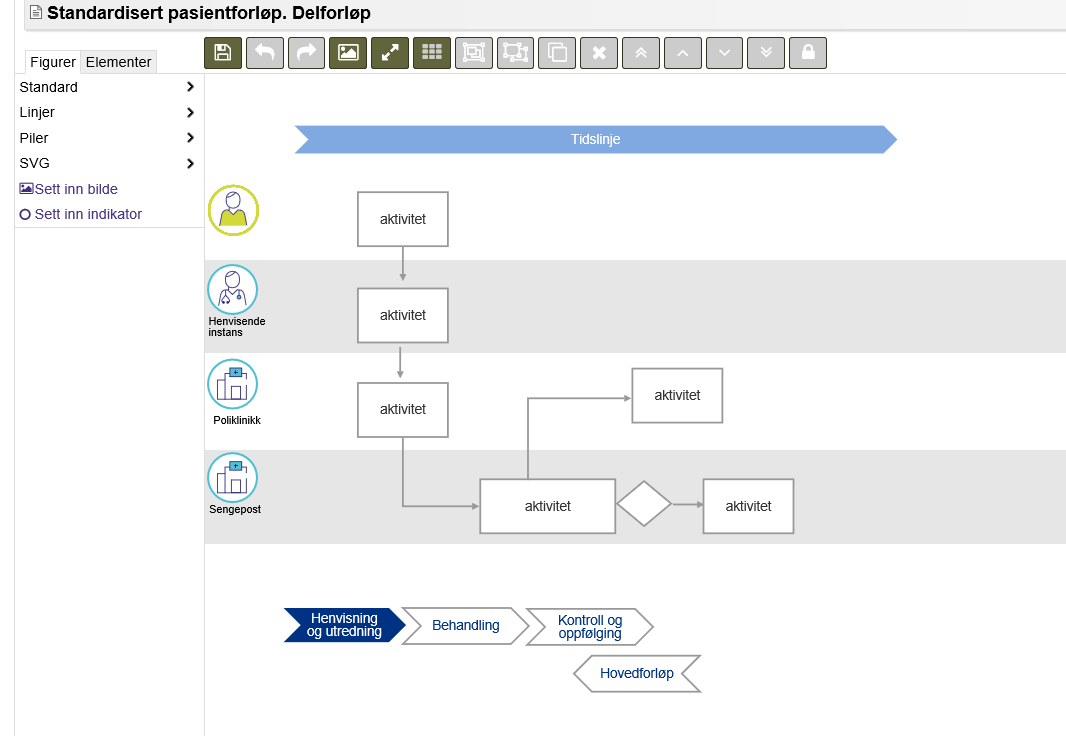 Standardisert pasientforløp. Delforløp
Figurer
Elementer
Standard
Linjer
Piler
SVG
Sett inn bilde
Sett inn indikator
Tidslinje
aktivitet
Henvisende
instans
aktivitet
Poliklinikk
aktivitet
aktivitet
Sengepost
aktivitet
aktivitet
Henvisning
og utredning
Behandling
Kontroll og
oppfølging
Hovedforløp